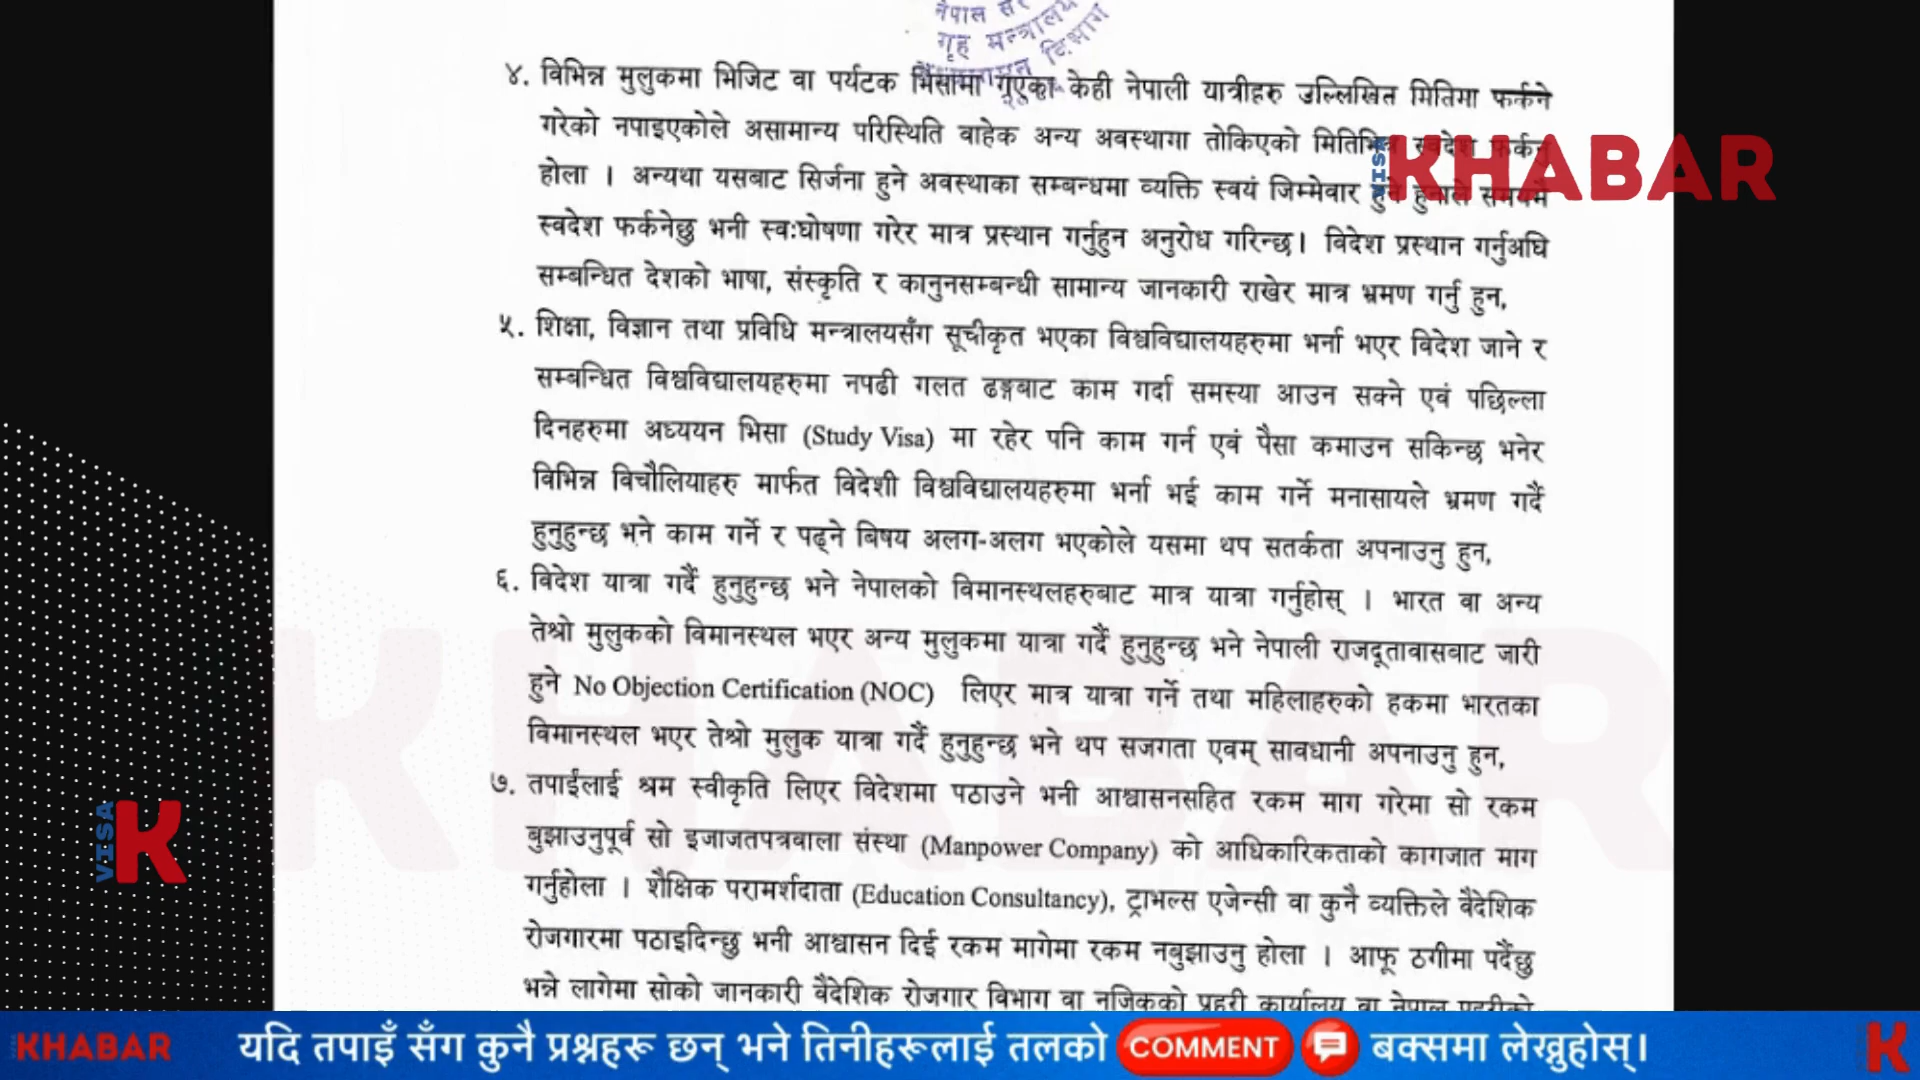 नेपाल
गृह मन्त्रालय
विभाग
४. विभिन्न मुलुकमा भिजिट वा पर्यटक भिसामा गएका केही नेपाली यात्रीहरु उल्लिखित मितिमा फर्कने
गरेको नपाइएकोले असामान्य परिस्थिति वाहेक अन्य अवस्थागा तोकिएको मितिभित्र स्वदेश फर्कनु
होला । अन्यथा यसबाट सिर्जना हुने अवस्थाका सम्बन्धमा व्यक्ति स्वयं जिम्मेवार हुने हुनाले समयमै
स्वदेश फर्कनेछु भनी स्व:घोषणा गरेर मात्र प्रस्थान गर्नुहुन अनुरोध गरिन्छ। विदेश प्रस्थान गर्नुअघि
सम्बन्धित देशको भाषा, संस्कृति र कानुनसम्बन्धी सामान्य जानकारी राखेर मात्र भ्रमण गर्नु हुन,
५. शिक्षा, विज्ञान तथा प्रविधि मन्त्रालयसँग सूचीकृत भएका विश्वविद्यालयहरुमा भर्ना भएर विदेश जाने र
सम्बन्धित विश्वविद्यालयहरुमा नपढी गलत ढङ्गबाट काम गर्दा समस्या आउन सक्ने एवं पछिल्ला
दिनहरुमा अध्ययन भिसा (Study Visa) मा रहेर पनि काम गर्न एवं पैसा कमाउन सकिन्छ भनेर
विभिन्न विचौलियाहरु मार्फत विदेशी विश्वविद्यालयहरुमा भर्ना भई काम गर्ने मनासायले भ्रमण गर्दै
हुनुहुन्छ भने काम गर्ने र पढ्ने बिषय अलग-अलग भएकोले यसमा थप सतर्कता अपनाउनु हुन,
६. विदेश यात्रा गर्दै हुनुहुन्छ भने नेपालको विमानस्थलहरुबाट मात्र यात्रा गर्नुहोस् । भारत वा अन्य
तेश्रो मुलुकको विमानस्थल भएर अन्य मुलुकमा यात्रा गर्दै हुनुहुन्छ भने नेपाली राजदूतावासबाट जारी
हुने No Objection Certification (NOC) लिएर मात्र यात्रा गर्ने तथा महिलाहरुको हकमा भारतका
विमानस्थल भएर तेश्रो मुलुक यात्रा गर्दै हुनुहुन्छ भने थप सजगता एवम् सावधानी अपनाउनु हुन,
७. तपाईंलाई श्रम स्वीकृति लिएर विदेशमा पठाउने भनी आश्वासनसहित रकम माग गरेमा सो रकम
बुझाउनुपूर्व सो इजाजतपत्रवाला संस्था (Manpower Company) को आधिकारिकताको कागजात माग
गर्नुहोला । शैक्षिक परामर्शदाता (Education Consultancy), ट्राभल्स एजेन्सी वा कुनै व्यक्तिले वैदेशिक
रोजगारमा पठाइदिन्छु भनी आश्वासन दिई रकम मागेमा रकम नबुझाउनु होला । आफू ठगीमा पर्दैछु
भन्ने लागेमा सोको जानकारी वैदेशिक रोजगार विभाग वा नजिकको प्रहरी कार्यालय वा नेपाल प्रहरीको
VISA KHABAR
KHABAR
VISA K
KHABAR यदि तपाइँ सँग कुनै प्रश्नहरू छन् भने तिनीहरूलाई तलको COMMENT बक्समा लेख्नुहोस्। K